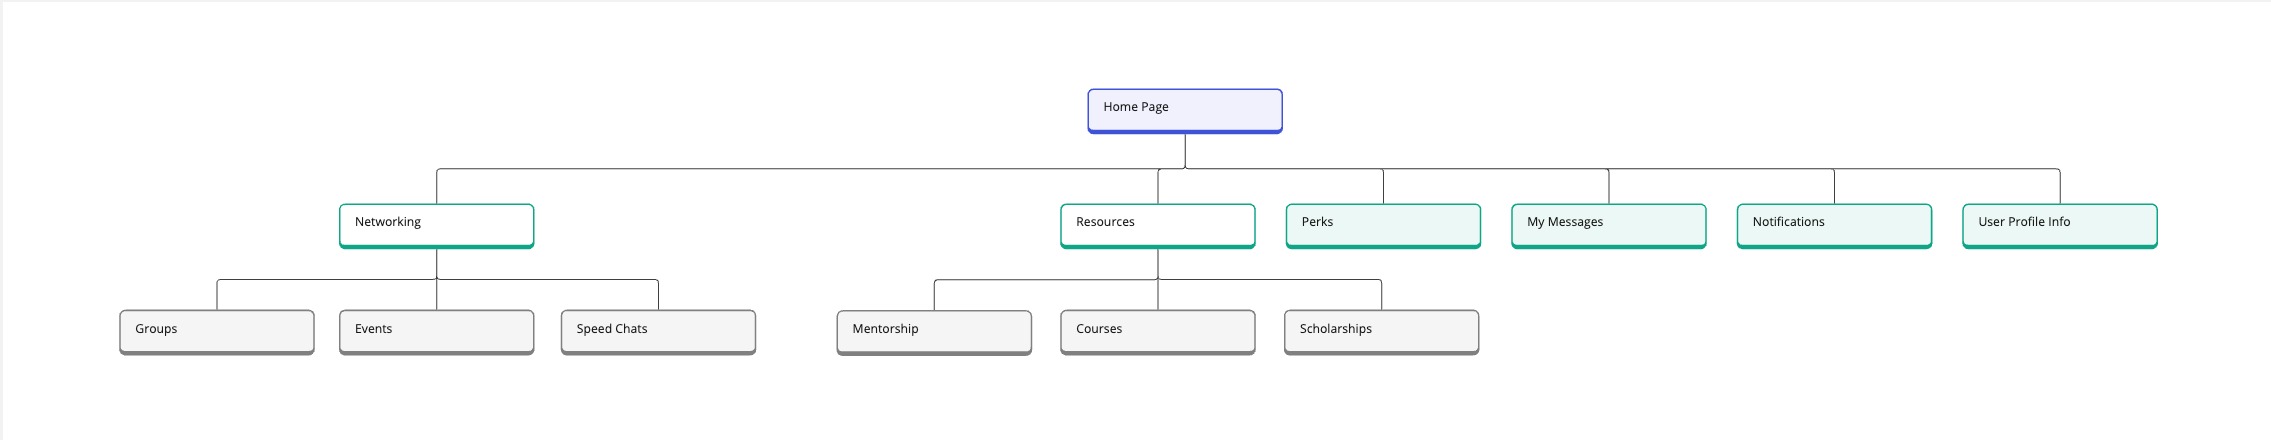 Home Page
Networking
Resources
Perks
My Messages
Notifications
User Profile Info
Groups
Events
Speed Chats
Mentorship
Courses
Scholarships